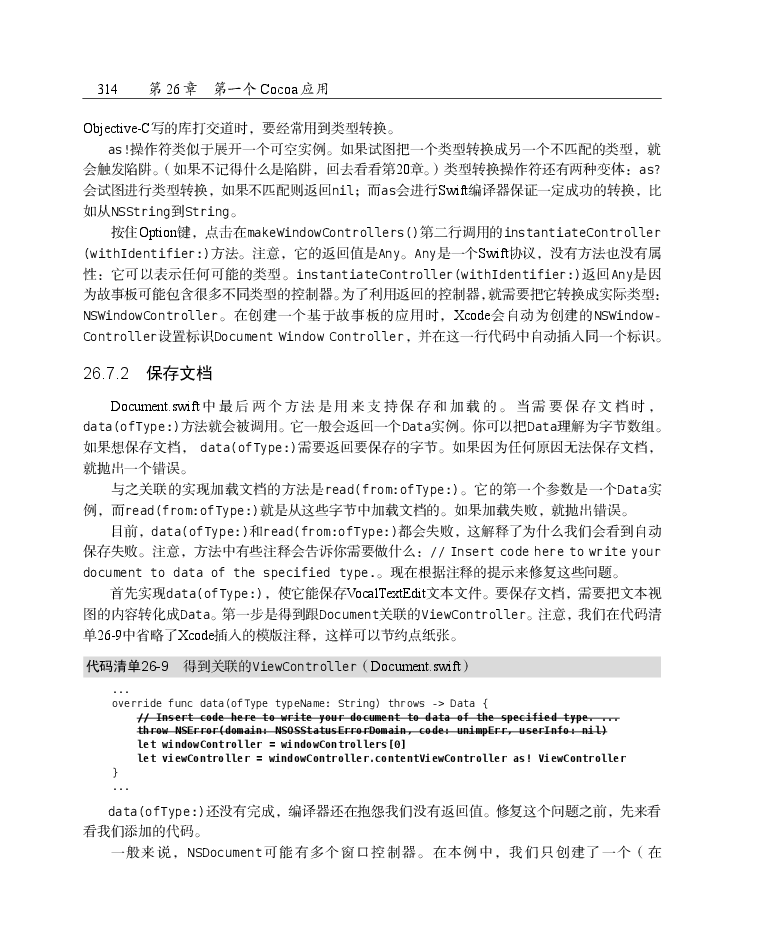 314 第 26 章 第一个 Cocoa 应用
Objective-C写的库打交道时，要经常用到类型转换。
as!操作符类似于展开一个可空实例。如果试图把一个类型转换成另一个不匹配的类型，就
会触发陷阱。（如果不记得什么是陷阱，回去看看第20章。）类型转换操作符还有两种变体：as?
会试图进行类型转换，如果不匹配则返回nil；而as会进行Swift编译器保证一定成功的转换，比
如从NSString到String。
按住Option键，点击在makeWindowControllers()第二行调用的instantiateController
(withIdentifier:)方法。注意，它的返回值是Any。Any是一个Swift协议，没有方法也没有属
性：它可以表示任何可能的类型。instantiateController(withIdentifier:)返回Any是因
为故事板可能包含很多不同类型的控制器。为了利用返回的控制器，就需要把它转换成实际类型：
NSWindowController。在创建一个基于故事板的应用时，Xcode会自动为创建的NSWindow-
Controller设置标识Document Window Controller，并在这一行代码中自动插入同一个标识。
26.7.2 保存文档
Document.swift中最后两个方法是用来支持保存和加载的。当需要保存文档时，
data(ofType:)方法就会被调用。它一般会返回一个Data实例。你可以把Data理解为字节数组。
如果想保存文档， data(ofType:)需要返回要保存的字节。如果因为任何原因无法保存文档，
就抛出一个错误。
与之关联的实现加载文档的方法是read(from:ofType:)。它的第一个参数是一个Data实
例，而read(from:ofType:)就是从这些字节中加载文档的。如果加载失败，就抛出错误。
目前，data(ofType:)和read(from:ofType:)都会失败，这解释了为什么我们会看到自动
保存失败。注意，方法中有些注释会告诉你需要做什么：// Insert code here to write your
document to data of the specified type.。现在根据注释的提示来修复这些问题。
首先实现data(ofType:)，使它能保存VocalTextEdit文本文件。要保存文档，需要把文本视
图的内容转化成Data。第一步是得到跟Document关联的ViewController。注意，我们在代码清
单26-9中省略了Xcode插入的模版注释，这样可以节约点纸张。
代码清单26-9 得到关联的ViewController（Document.swift）
...
override func data(ofType typeName: String) throws -> Data {
// Insert code here to write your document to data of the specified type. ...
throw NSError(domain: NSOSStatusErrorDomain, code: unimpErr, userInfo: nil)
let windowController = windowControllers[0]
let viewController = windowController.contentViewController as! ViewController
}
...
data(ofType:)还没有完成，编译器还在抱怨我们没有返回值。修复这个问题之前，先来看
看我们添加的代码。
一般来说，NSDocument可能有多个窗口控制器。在本例中，我们只创建了一个（在